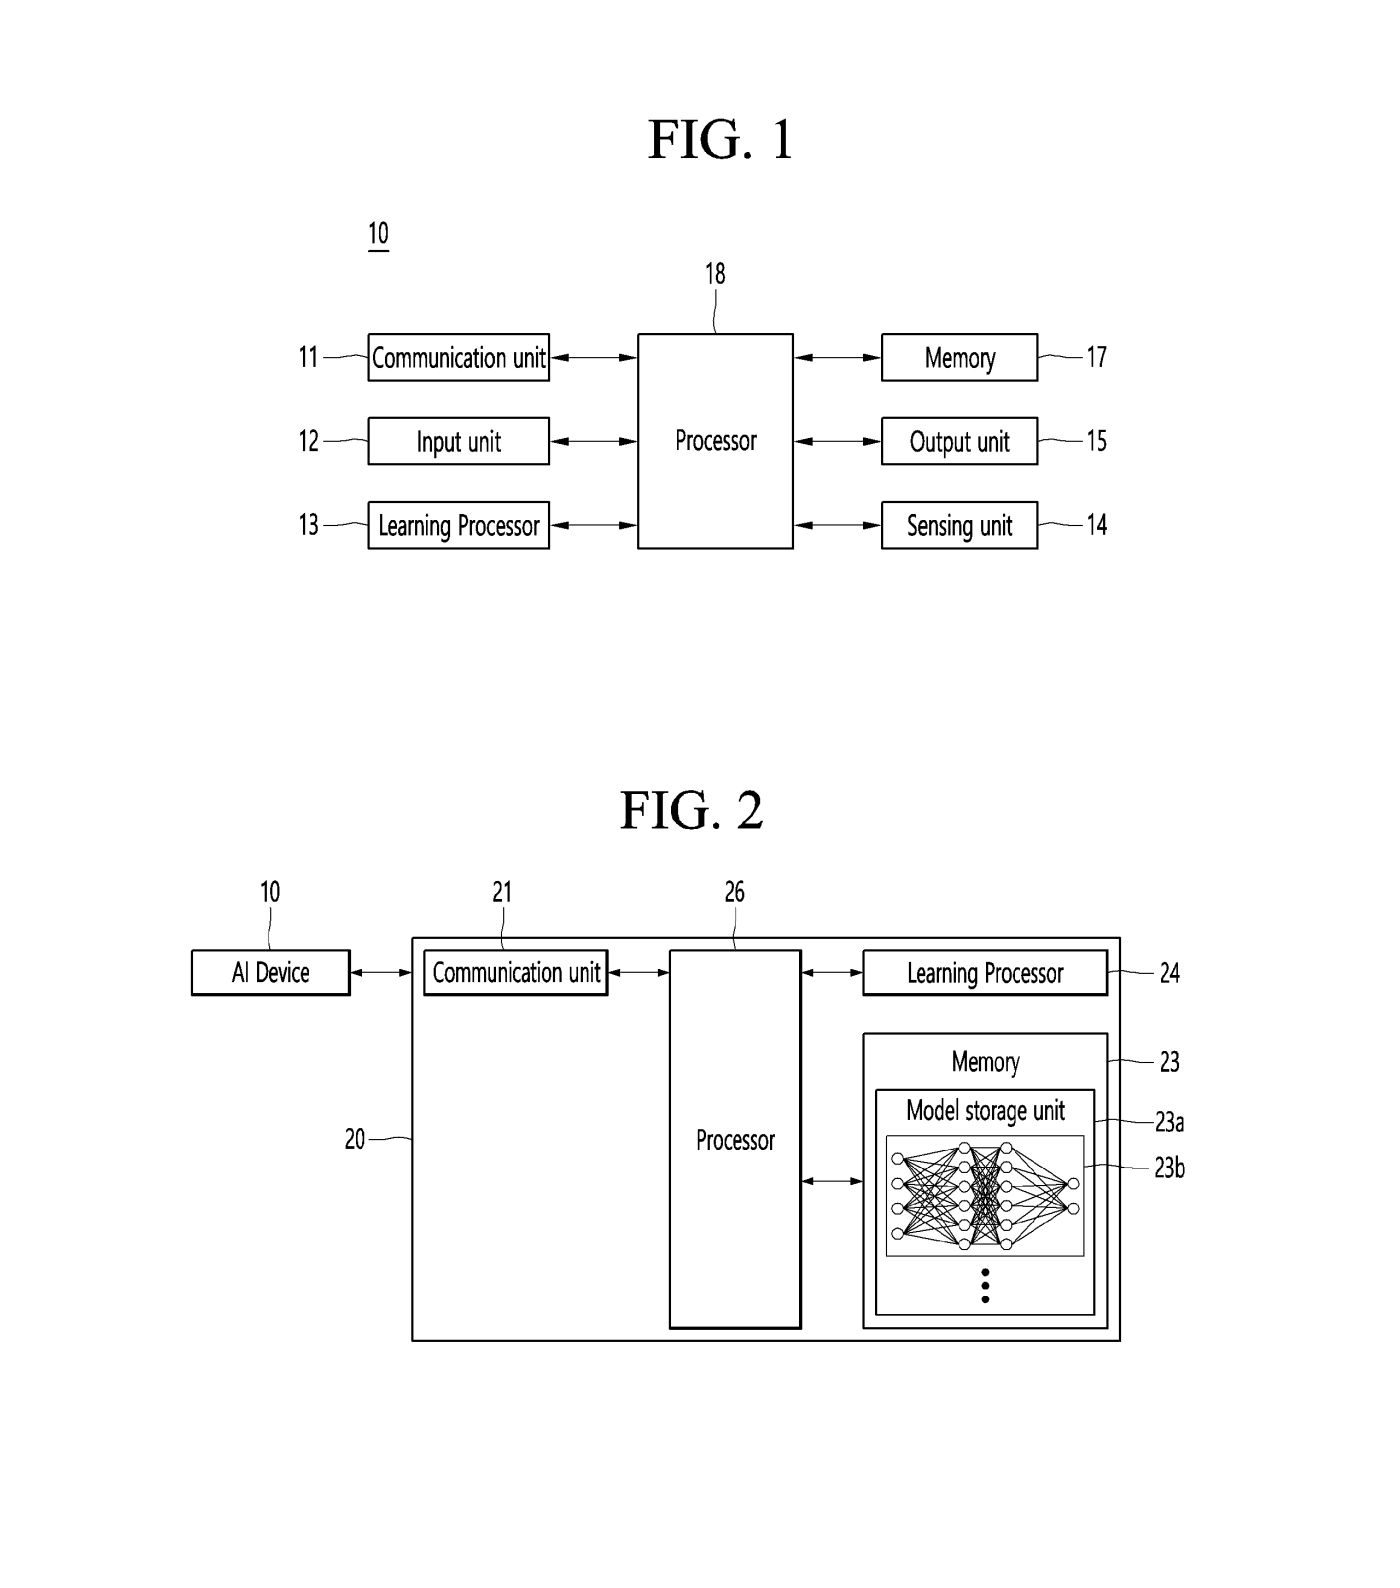 FIG. 1
10
18
11 Communication unit Memory 17
12 Input unit Processor Output unit 15
13 Learning Processor Sensing unit 14
FIG. 2
10 21 26
AI Device Communication unit Learning Processor 24
Memory 23
Model storage unit 23a
20 Processor
23b